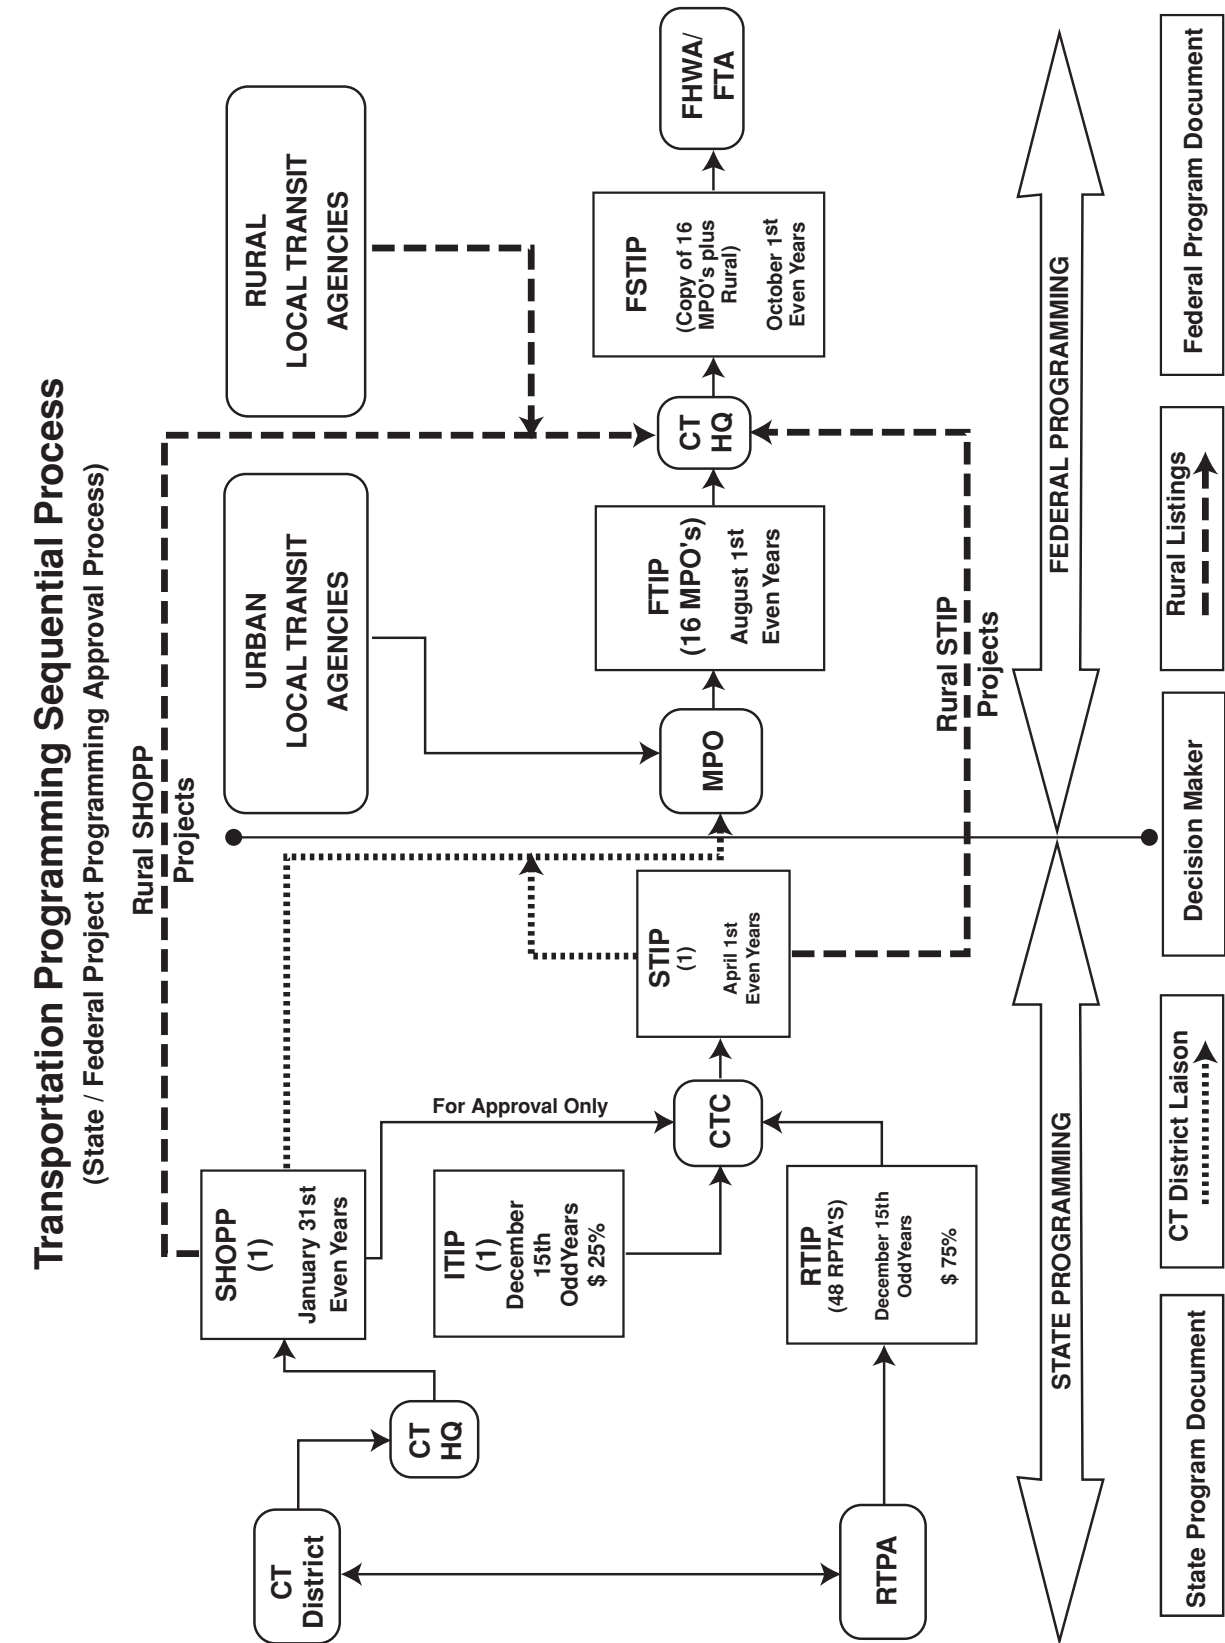 Transportation Programming Sequential Process
(State / Federal Project Programming Approval Process)
Rural SHOPP
Projects
CT
District
CT
HQ
SHOPP
(1)
January 31st
Even Years
For Approval Only
ITIP
(1)
December
15th
OddYears
$ 25%
RTPA
RTIP
(48 RPTA'S)
December 15th
OddYears
$ 75%
CTC
STIP
(1)
April 1st
Even Years
URBAN
LOCAL TRANSIT
AGENCIES
RURAL
LOCAL TRANSIT
AGENCIES
MPO
FTIP
(16 MPO's)
August 1st
Even Years
CT
HQ
FSTIP
(Copy of 16
MPO's plus
Rural)
October 1st
Even Years
FHWA/
FTA
Rural STIP
Projects
STATE PROGRAMMING
FEDERAL PROGRAMMING
State Program Document
CT District Laison
Decision Maker
Rural Listings
Federal Program Document